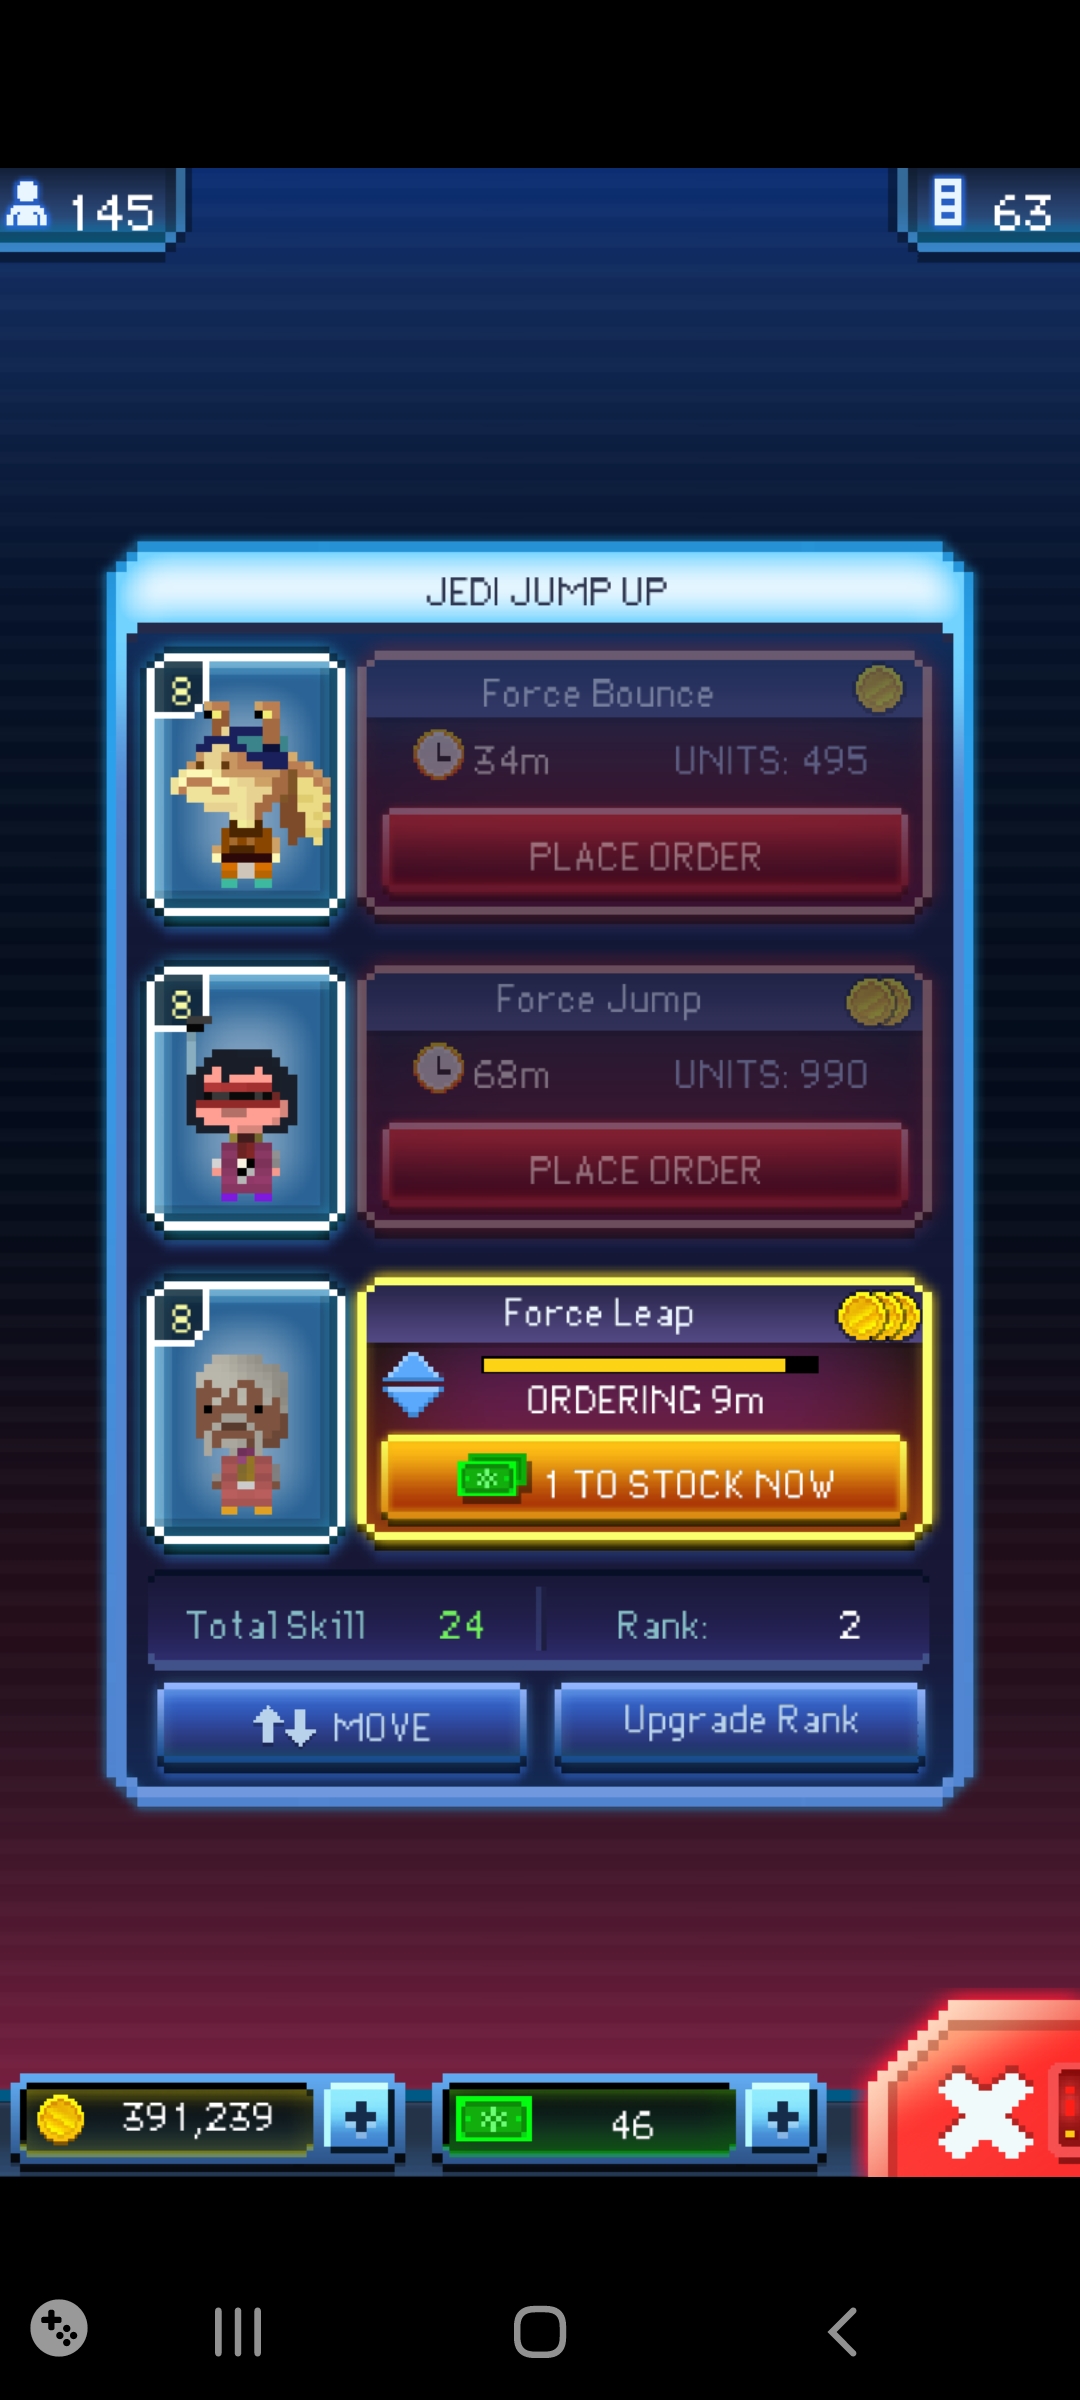 145
63
JEDI JUMP UP
8
Force Bounce
34m UNITS: 495
PLACE ORDER
8
Force Jump
68m UNITS: 990
PLACE ORDER
8
Force Leap
ORDERING 9m
1 TO STOCK NOW
Total Skill 24 Rank: 2
MOVE Upgrade Rank
391,239 46